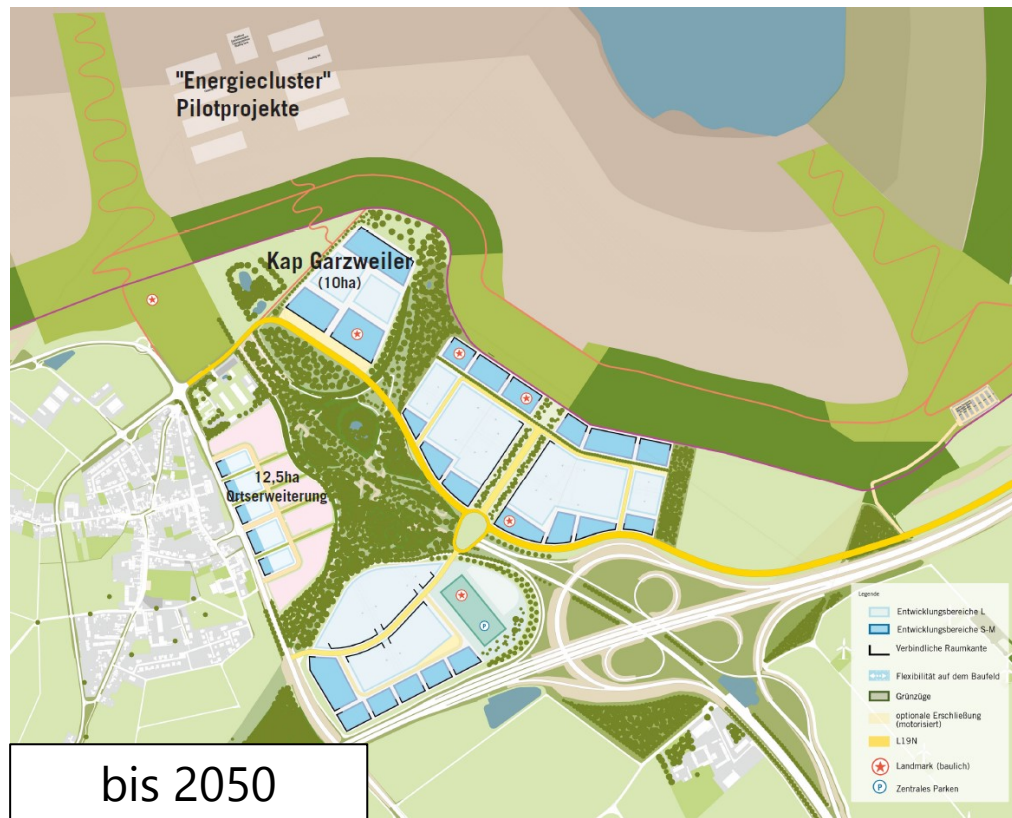 "Energiecluster"
Pilotprojekte
Kap Garzweiler
(10ha)
12,5ha
Ortserweiterung
P
bis 2050
Legende
Entwicklungsbereiche L
Entwicklungsbereiche S-M
Verbindliche Raumkante
Flexibilität auf dem Baufeld
Grünzüge
optionale Erschließung
(motorisiert)
L19N
Landmark (baulich)
P Zentrales Parken